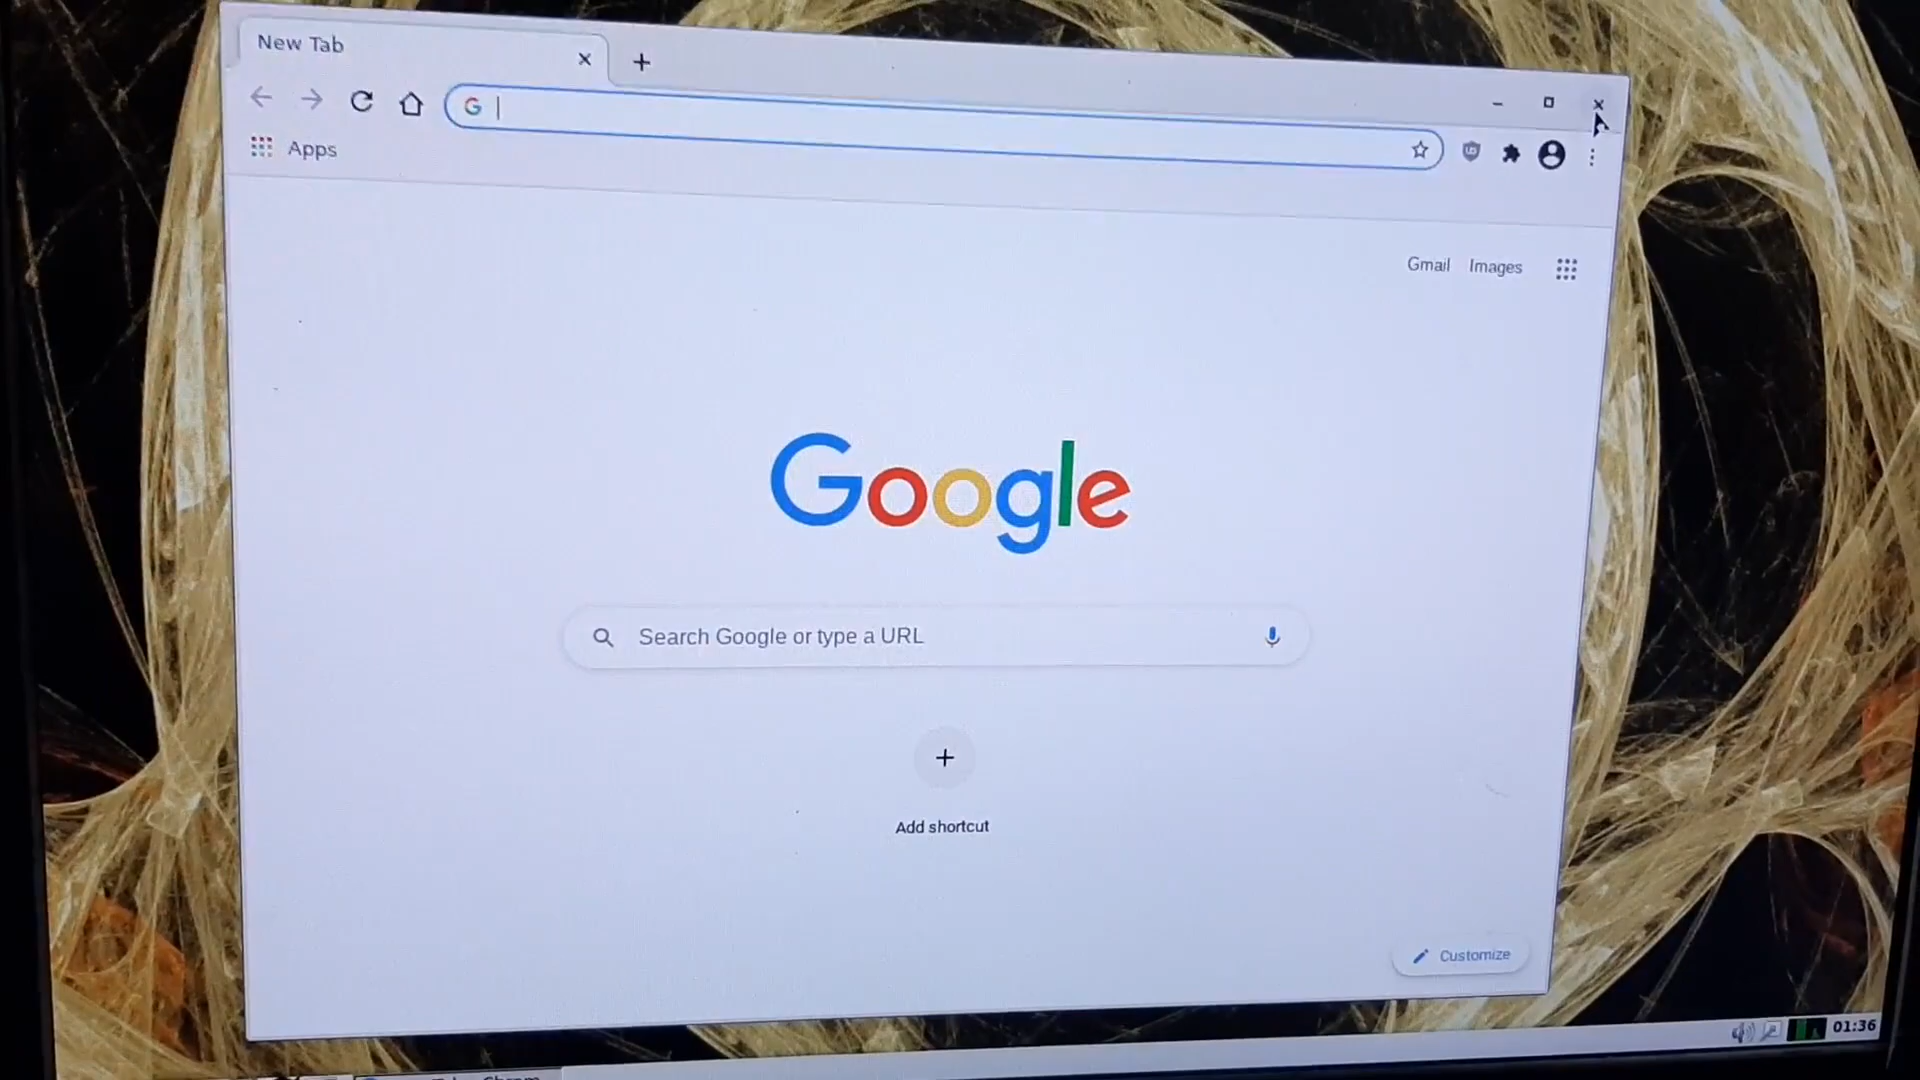 New Tab
G
Apps
Gmail Images
Google
Search Google or type a URL
Add shortcut
Customize
01:36